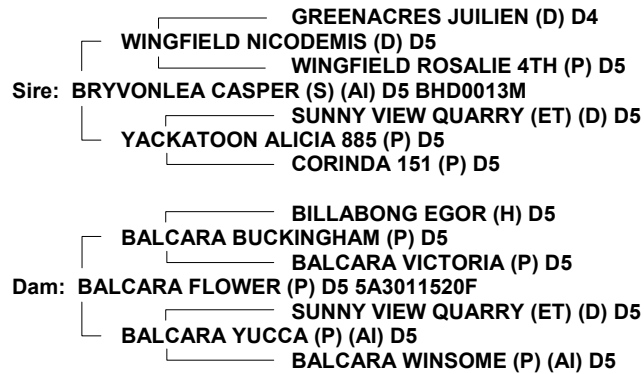 GREENACRES JUILIEN (D) D4
WINGFIELD NICODEMIS (D) D5
WINGFIELD ROSALIE 4TH (P) D5
Sire: BRYVONLEA CASPER (S) (AI) D5 BHD0013M
SUNNY VIEW QUARRY (ET) (D) D5
YACKATOON ALICIA 885 (P) D5
CORINDA 151 (P) D5
BILLABONG EGOR (H) D5
BALCARA BUCKINGHAM (P) D5
BALCARA VICTORIA (P) D5
Dam: BALCARA FLOWER (P) D5 5A3011520F
SUNNY VIEW QUARRY (ET) (D) D5
BALCARA YUCCA (P) (AI) D5
BALCARA WINSOME (P) (AI) D5